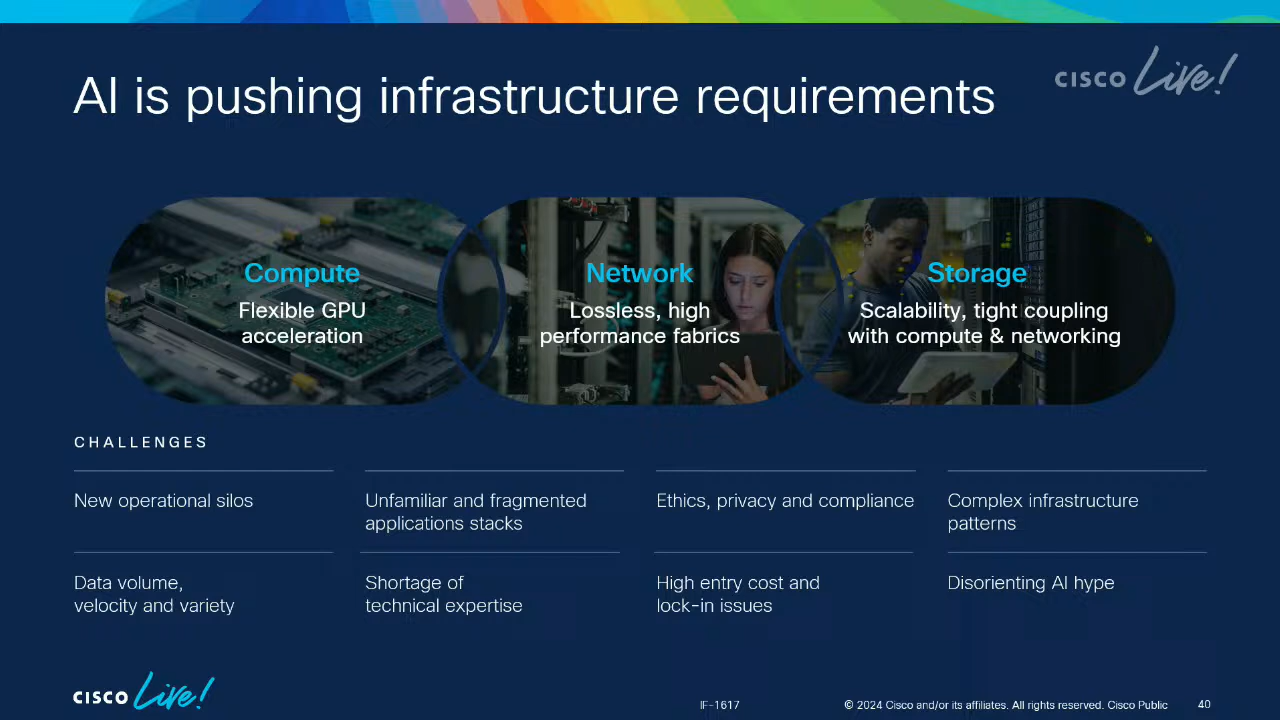 AI is pushing infrastructure requirements
CISCO Live!
Compute
Flexible GPU
acceleration
Network
Lossless, high
performance fabrics
Storage
Scalability, tight coupling
with compute & networking
CHALLENGES
New operational silos
Unfamiliar and fragmented
applications stacks
Ethics, privacy and compliance
Complex infrastructure
patterns
Data volume,
velocity and variety
Shortage of
technical expertise
High entry cost and
lock-in issues
Disorienting AI hype
CISCO Live!
IF-1617
© 2024 Cisco and/or its affiliates. All rights reserved. Cisco Public
40